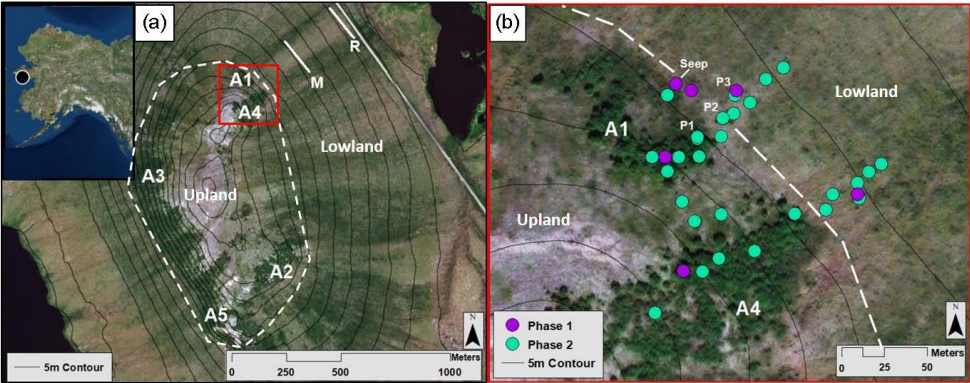 (a)
R
M
A1
A4
Lowland
A3
Upland
A2
A5
N
5m Contour
Meters
0 250 500 1000
(b)
Seep
P3
Lowland
P2
A1
P1
Upland
A4
Phase 1
Phase 2
5m Contour
N
Meters
0 25 50